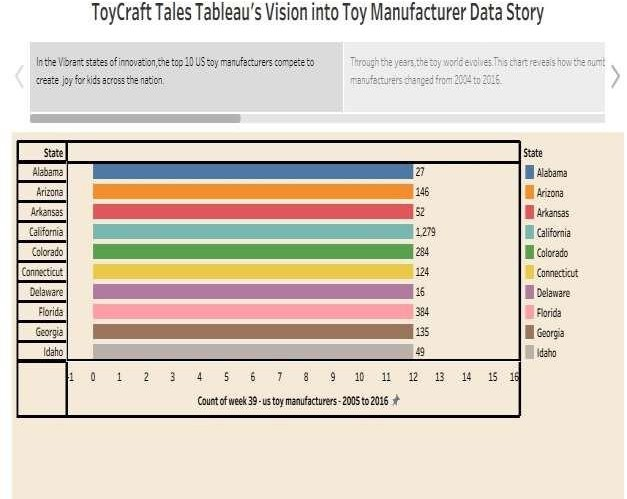 ToyCraft Tales Tableau's Vision into Toy Manufacturer Data Story
In the Vibrant states of innovation,the top 10 US toy manufacturers compete to
create joy for kids across the nation.
Through the years,the toy world evolves.This chart reveals how the
manufacturers changed from 2004 to 2016.
State
Alabama 27
Arizona 146
Arkansas 52
California 1,279
Colorado 284
Connecticut 124
Delaware 16
Florida 384
Georgia 135
Idaho 49
-1 0 1 2 3 4 5 6 7 8 9 10 11 12 13 14 15 16
Count of week 39 - us toy manufacturers - 2005 to 2016
State
Alabama
Arizona
Arkansas
California
Colorado
Connecticut
Delaware
Florida
Georgia
Idaho